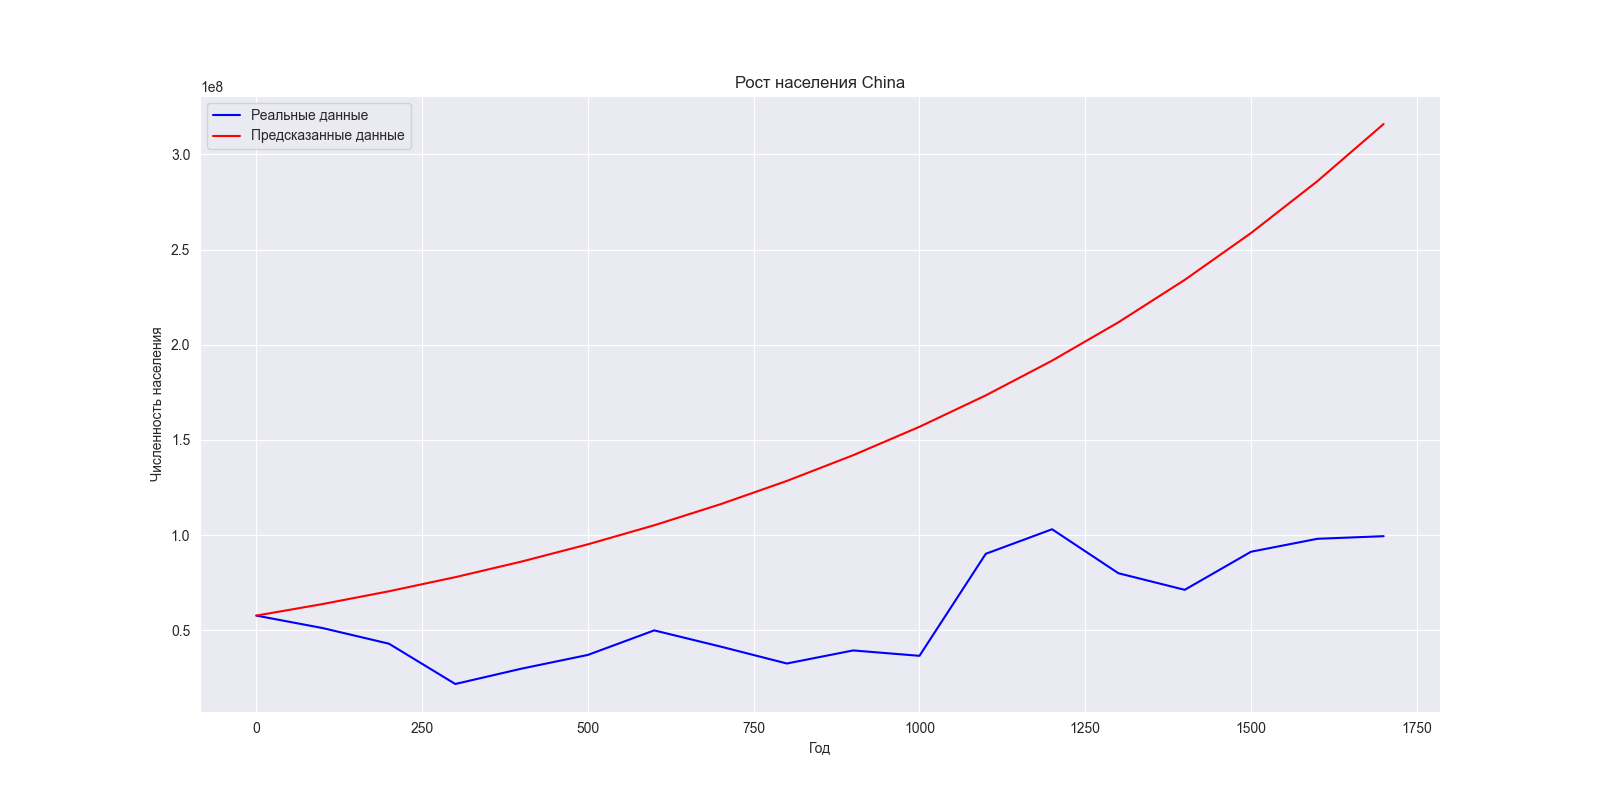 Рост населения China
1e8
Реальные данные
Предсказанные данные
3.0
2.5
2.0
1.5
1.0
0.5
Численность населения
0 250 500 750 1000 1250 1500 1750
Год